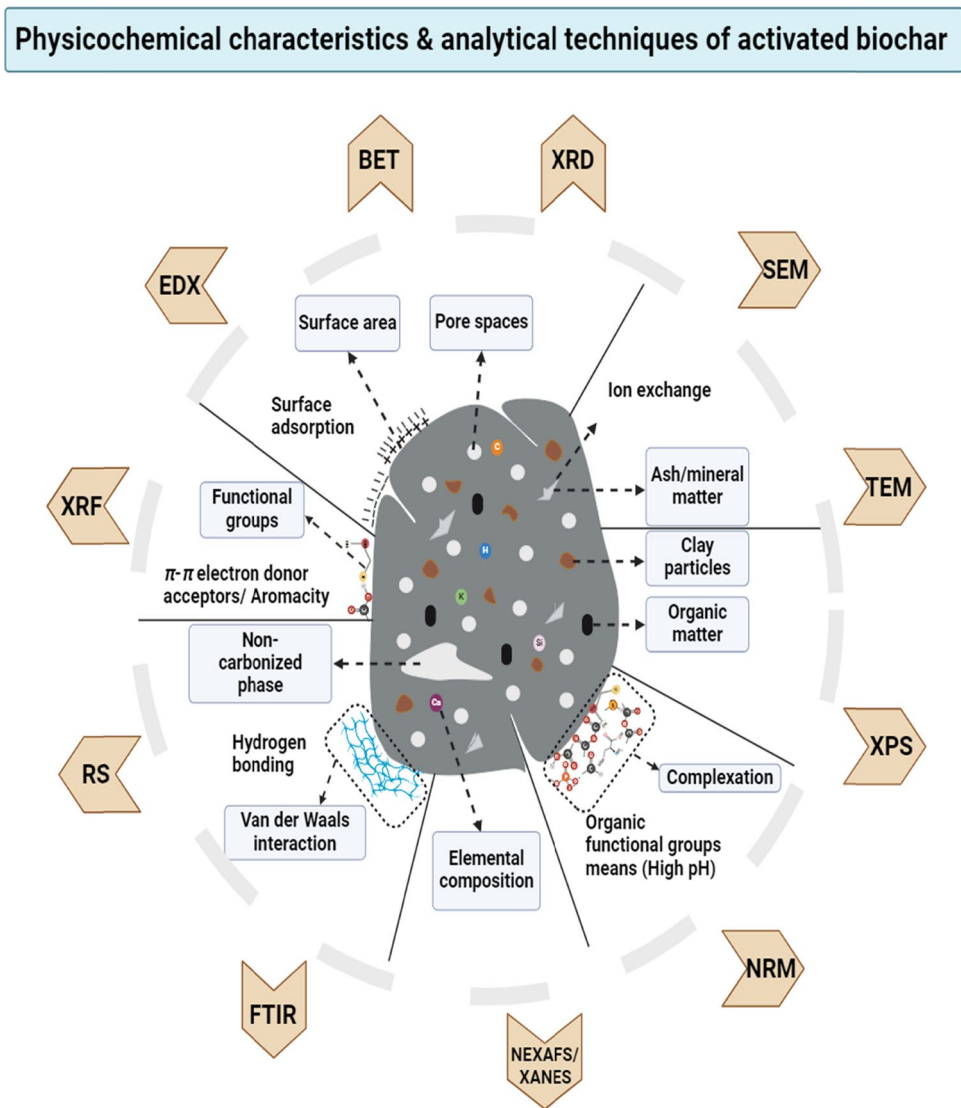 Physicochemical characteristics & analytical techniques of activated biochar
BET
XRD
EDX
SEM
Surface area
Pore spaces
Surface
adsorption
Ion exchange
XRF
Functional
groups
Ash/mineral
matter
TEM
Clay
particles
π-π electron donor
acceptors/ Aromacity
Organic
matter
Non-
carbonized
phase
C
H
K
Si
Ca
RS
Hydrogen
bonding
Van der Waals
interaction
Elemental
composition
Complexation
XPS
Organic
functional groups
means (High pH)
NRM
FTIR
NEXAFS/
XANES